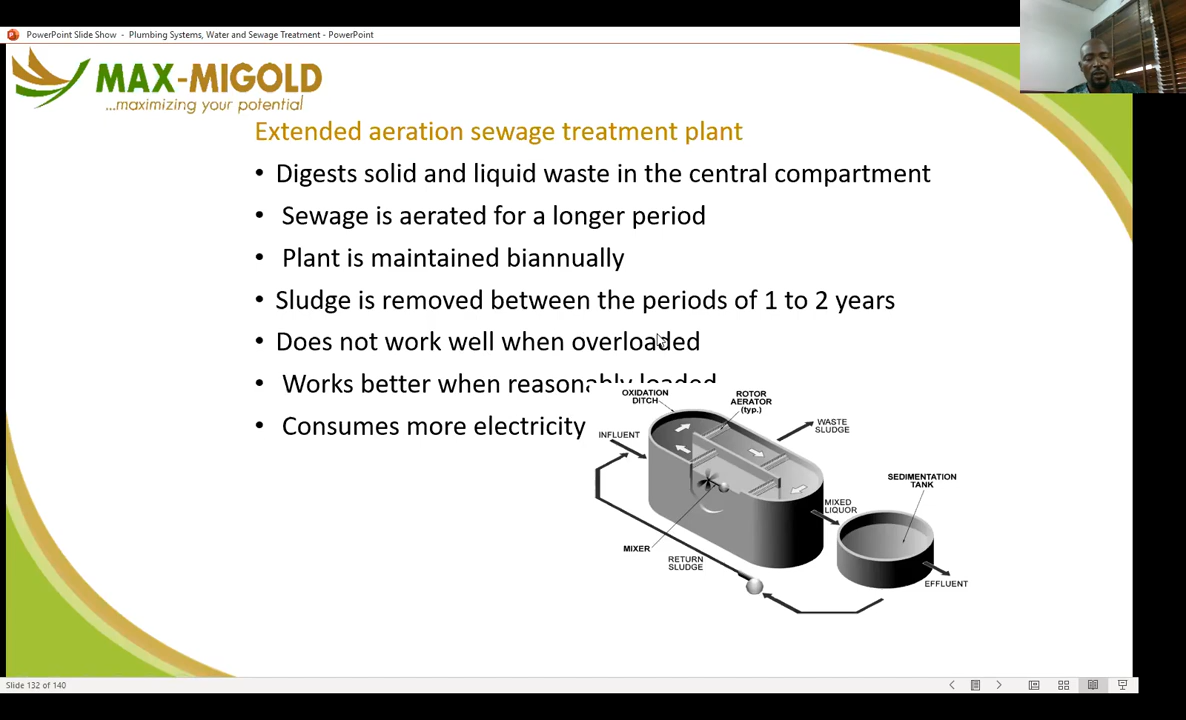 PowerPoint Slide Show - Plumbing Systems, Water and Sewage Treatment - PowerPoint
MAX-MIGOLD
...maximizing your potential
Extended aeration sewage treatment plant
• Digests solid and liquid waste in the central compartment
• Sewage is aerated for a longer period
• Plant is maintained biannually
• Sludge is removed between the periods of 1 to 2 years
• Does not work well when overloaded
• Works better when reasonably loaded
• Consumes more electricity
OXIDATION
DITCH
ROTOR
AERATOR
(typ.)
WASTE
SLUDGE
INFLUENT
SEDIMENTATION
TANK
MIXED
LIQUOR
MIXER
RETURN
SLUDGE
EFFLUENT
Slide 132 of 140